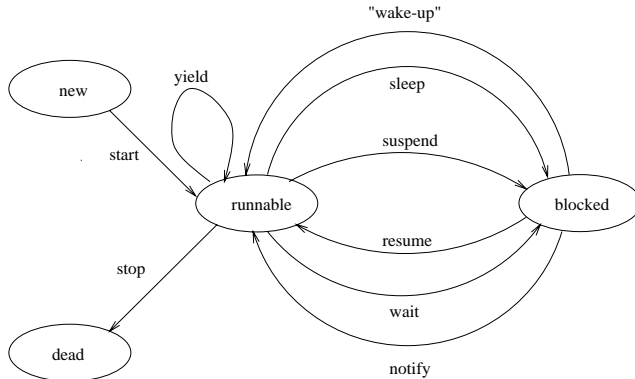 "wake-up"
yield
new
sleep
start
suspend
runnable
blocked
resume
stop
wait
dead
notify